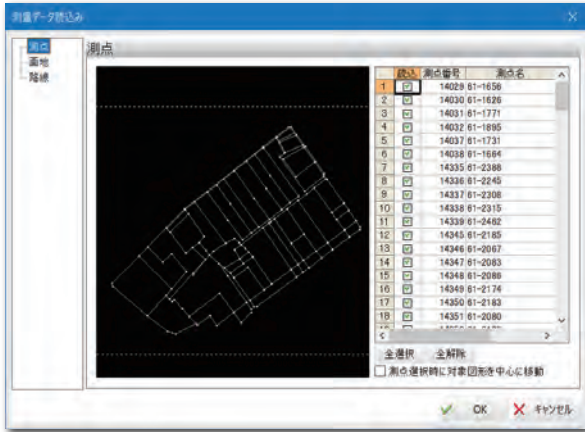 測量データ読込み
測点
画地
路線
測点
読込 測点番号 測点名
1 14029 61-1656
2 14030 61-1626
3 14031 61-1771
4 14032 61-1895
5 14037 61-1731
6 14038 61-1664
7 14335 61-2388
8 14336 61-2245
9 14337 61-2308
10 14338 61-2315
11 14339 61-2462
12 14345 61-2185
13 14346 61-2067
14 14347 61-2083
15 14348 61-2086
16 14349 61-2174
17 14350 61-2183
18 14351 61-2080
全選択 全解除
測点選択時に対象図形を中心に移動
OK キャンセル